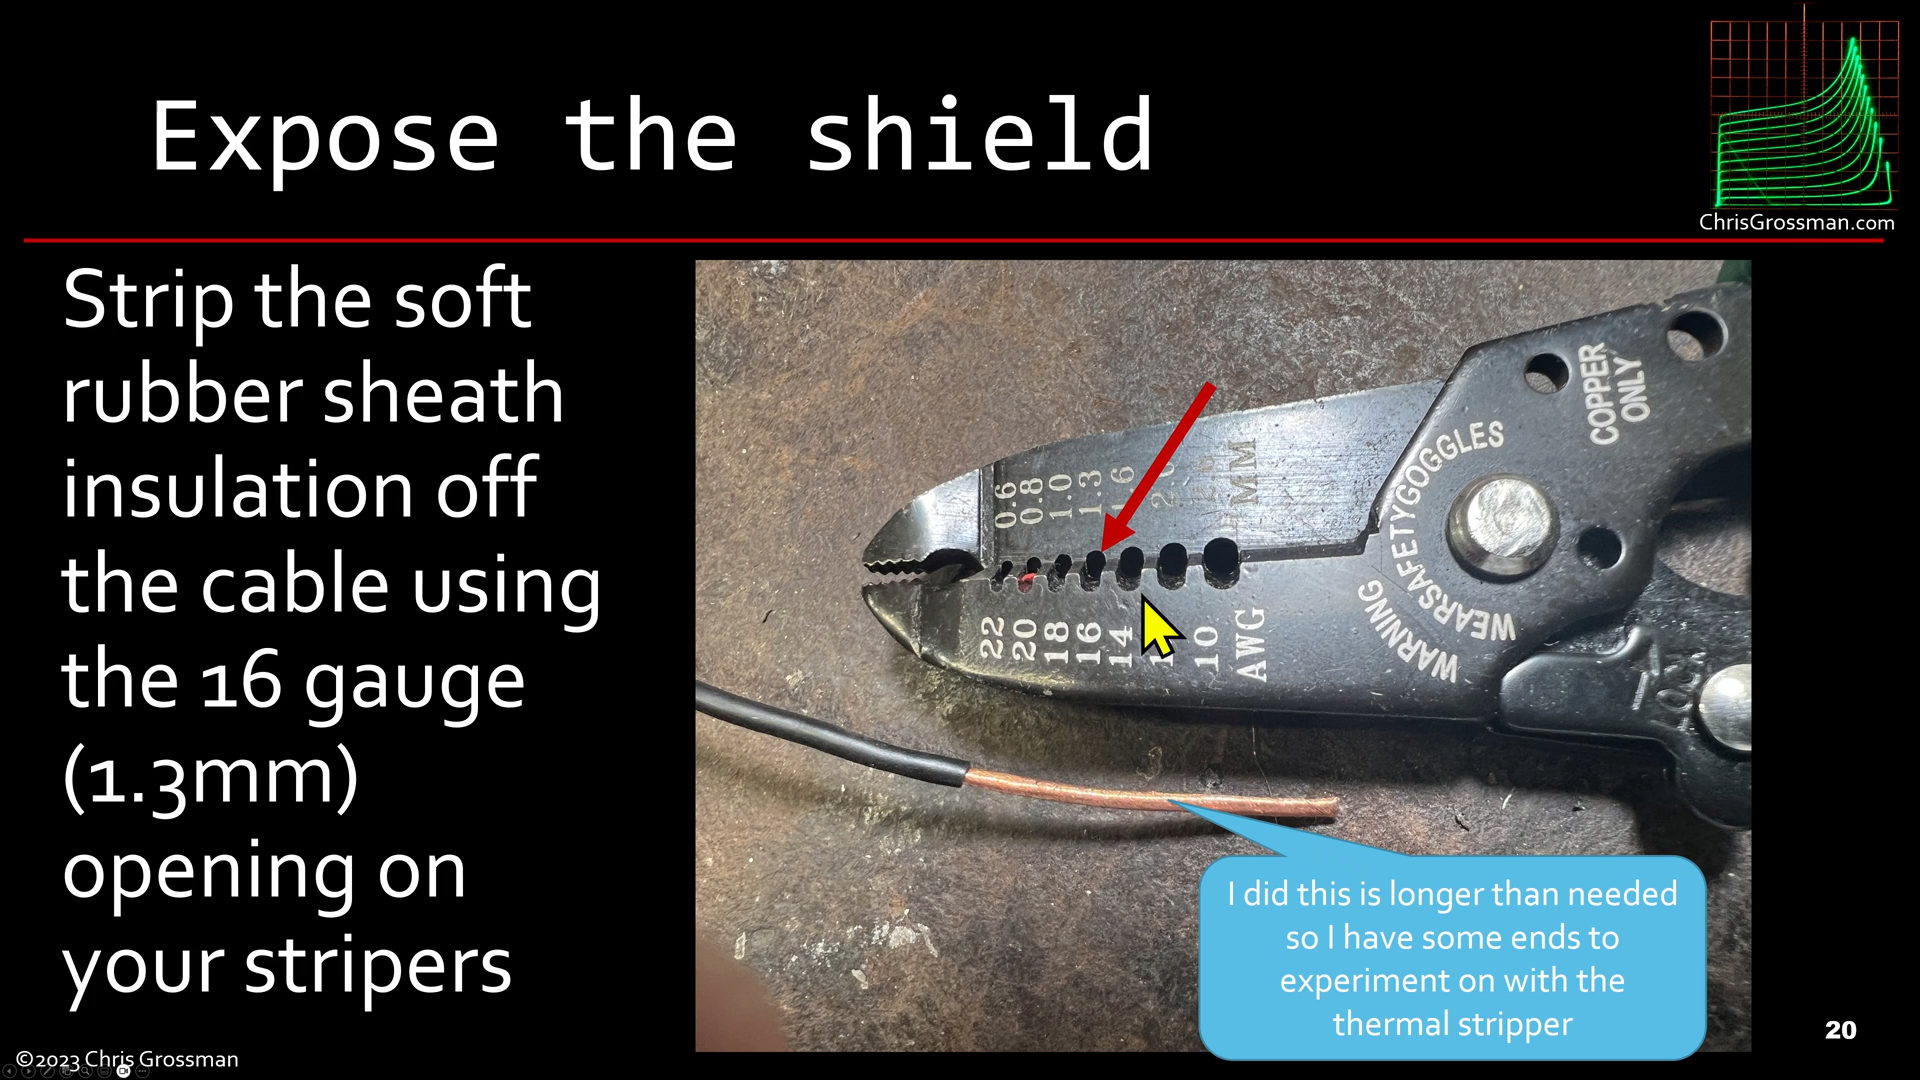 Expose the shield
ChrisGrossman.com
Strip the soft
rubber sheath
insulation off
the cable using
the 16 gauge
(1.3mm)
opening on
your stripers
0.6
0.8
1.0
1.3
1.6
MM
22
20
18
16
14
10
AWG
WARNING
WEAR SAFETY GOGGLES
COPPER
ONLY
I did this is longer than needed
so I have some ends to
experiment on with the
thermal stripper
20
©2023 Chris Grossman